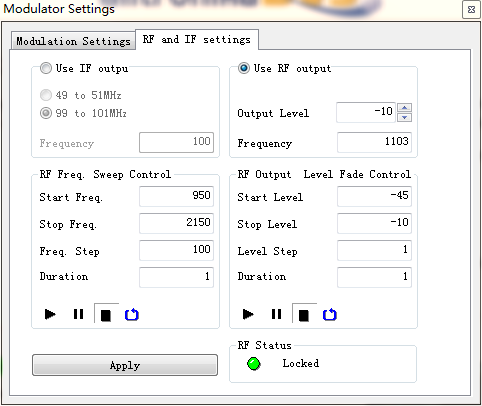 Modulator Settings
Modulation Settings
RF and IF settings
Use IF outpu
49 to 51MHz
99 to 101MHz
Frequency 100
Use RF output
Output Level -10
Frequency 1103
RF Freq. Sweep Control
Start Freq. 950
Stop Freq. 2150
Freq. Step 100
Duration 1
RF Output Level Fade Control
Start Level -45
Stop Level -10
Level Step 1
Duration 1
Apply
RF Status
Locked